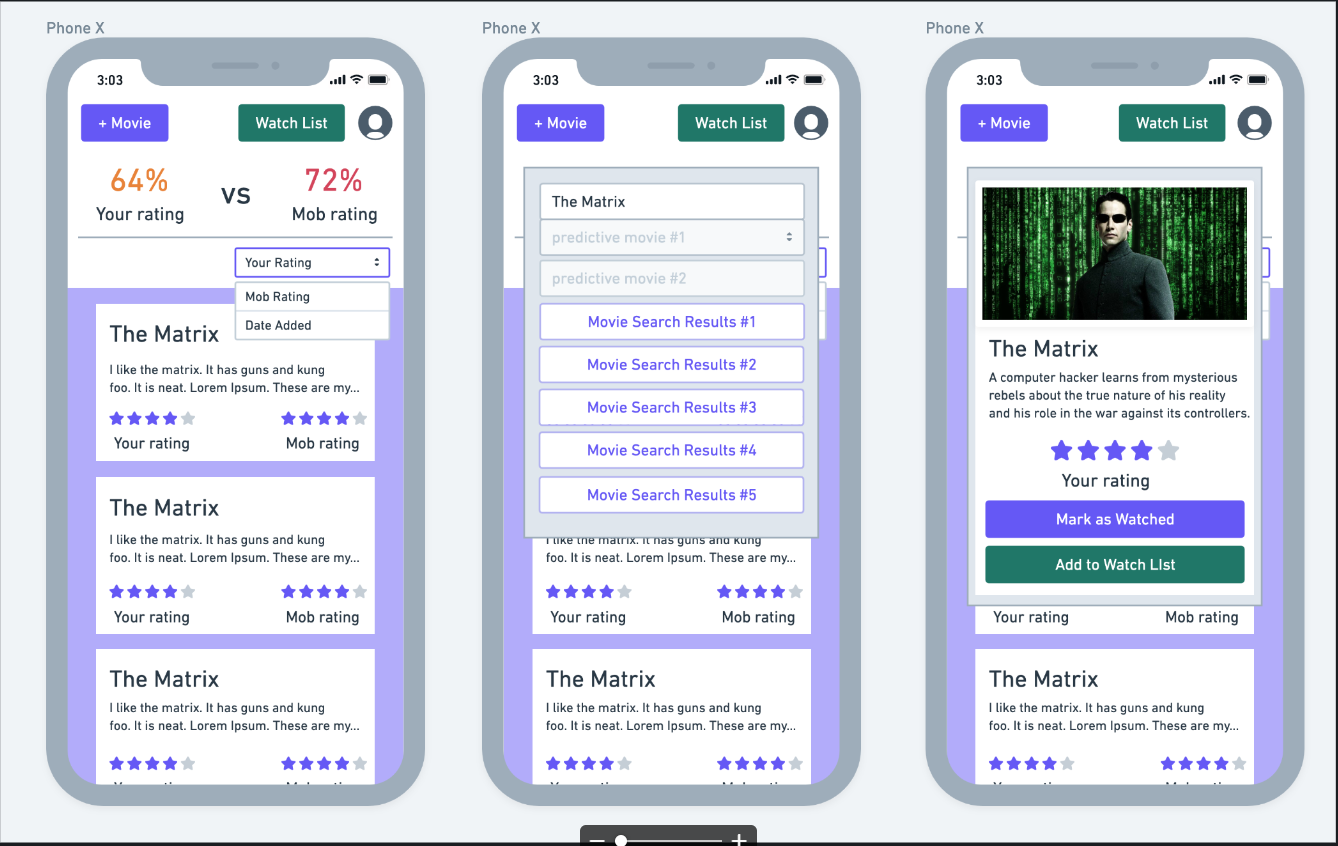 Phone X
3:03
+ Movie
Watch List
64%
Your rating
vs
72%
Mob rating
Your Rating
Mob Rating
Date Added
The Matrix
I like the matrix. It has guns and kung
foo. It is neat. Lorem Ipsum. These are my...
Your rating
Mob rating
The Matrix
I like the matrix. It has guns and kung
foo. It is neat. Lorem Ipsum. These are my...
Your rating
Mob rating
The Matrix
I like the matrix. It has guns and kung
foo. It is neat. Lorem Ipsum. These are my...
Phone X
3:03
+ Movie
Watch List
The Matrix
predictive movie #1
predictive movie #2
Movie Search Results #1
Movie Search Results #2
Movie Search Results #3
Movie Search Results #4
Movie Search Results #5
I like the matrix. It has guns and kung
foo. It is neat. Lorem Ipsum. These are my...
Your rating
Mob rating
The Matrix
I like the matrix. It has guns and kung
foo. It is neat. Lorem Ipsum. These are my...
Phone X
3:03
+ Movie
Watch List
The Matrix
A computer hacker learns from mysterious
rebels about the true nature of his reality
and his role in the war against its controllers.
Your rating
Mark as Watched
Add to Watch LIst
Your rating
Mob rating
The Matrix
I like the matrix. It has guns and kung
foo. It is neat. Lorem Ipsum. These are my...